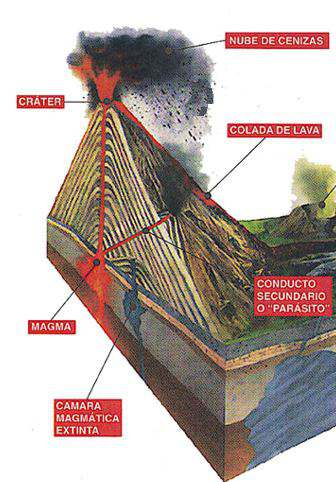 NUBE DE CENIZAS
CRÁTER
COLADA DE LAVA
CONDUCTO
SECUNDARIO
O "PARÁSITO"
MAGMA
CAMARA
MAGMÁTICA
EXTINTA